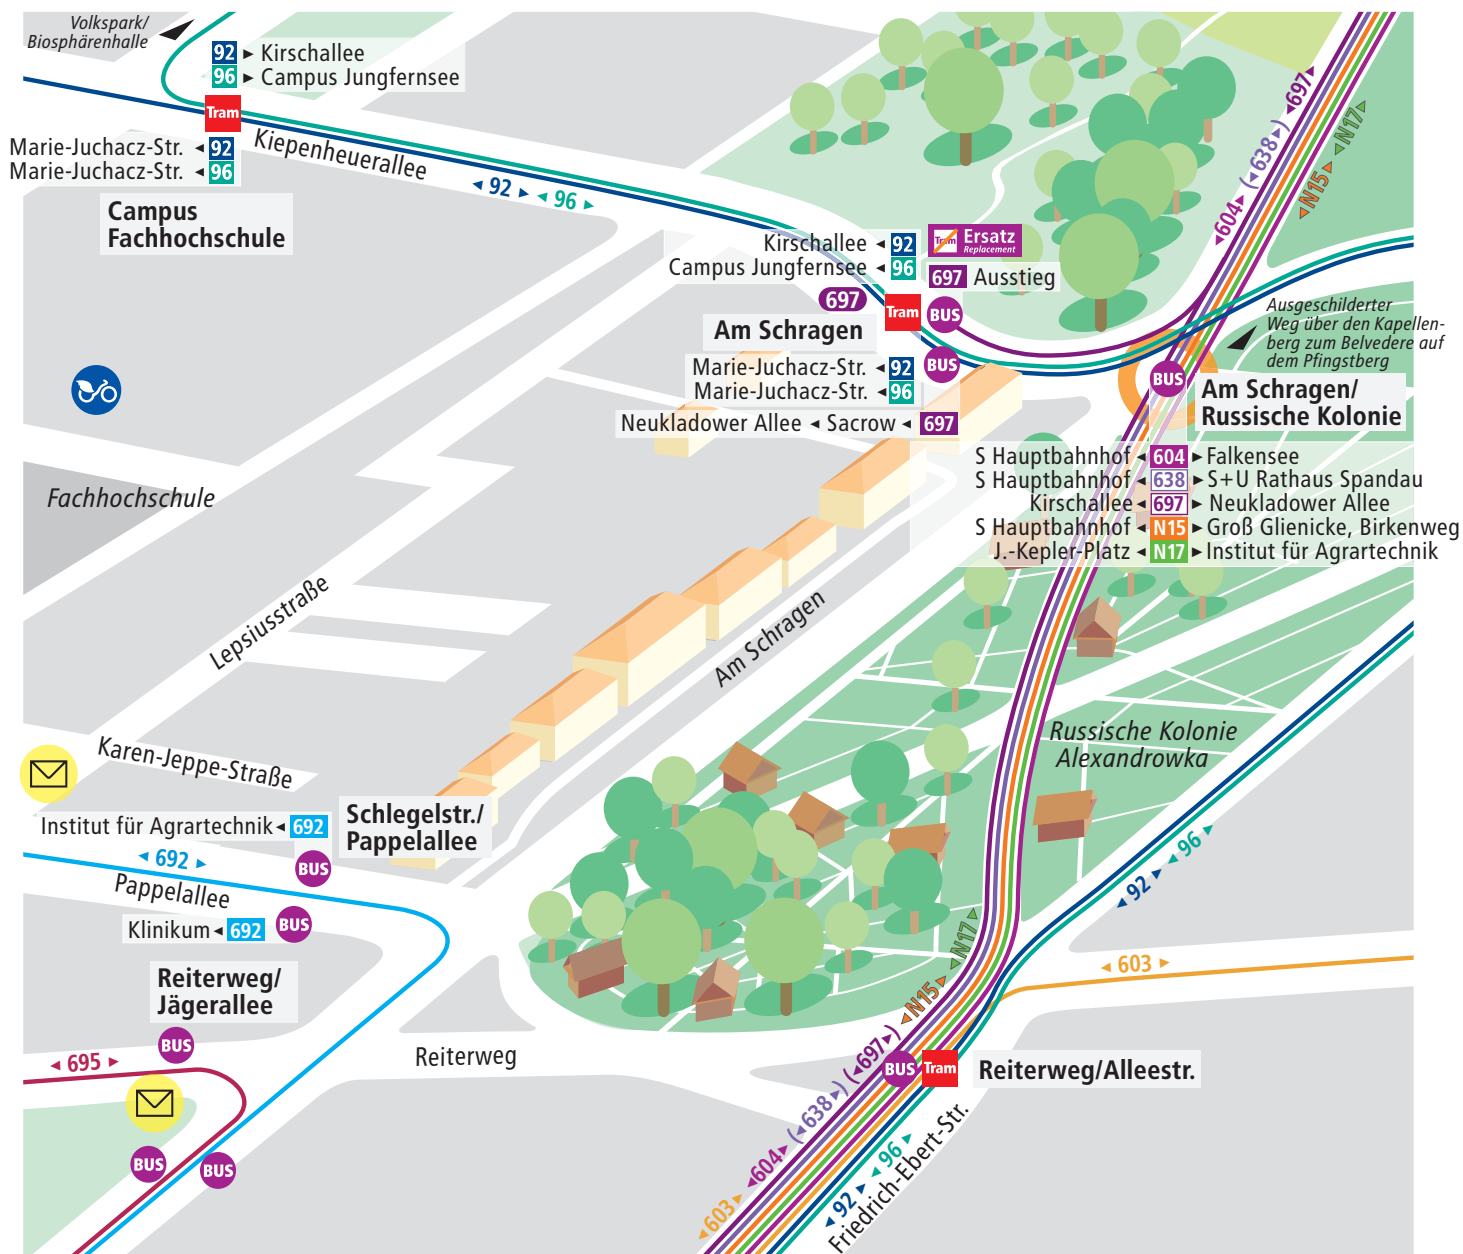 Volkspark/
Biosphärenhalle
92 ► Kirschallee
96 ► Campus Jungfernsee
Tram
Marie-Juchacz-Str. ◄ 92
Marie-Juchacz-Str. ◄ 96
Campus
Fachhochschule
Kiepenheuerallee
◄ 92 ►
◄ 96 ►
Kirschallee ◄ 92
Campus Jungfernsee ◄ 96
Tram Ersatz
Replacement
697 Ausstieg
697
Tram
BUS
Am Schragen
BUS
Marie-Juchacz-Str. ◄ 92
Marie-Juchacz-Str. ◄ 96
Neukladower Allee ◄ Sacrow ◄ 697
◄ 604 ► (◄ 638 ►) ◄ 697 ►
◄ N15 ► ◄ N17 ►
Ausgeschilderter
Weg über den Kapellen-
berg zum Belvedere auf
dem Pfingstberg
BUS
Am Schragen/
Russische Kolonie
S Hauptbahnhof ◄ 604 ► Falkensee
S Hauptbahnhof ◄ 638 ► S+U Rathaus Spandau
Kirschallee ◄ 697 ► Neukladower Allee
S Hauptbahnhof ◄ N15 ► Groß Glienicke, Birkenweg
J.-Kepler-Platz ◄ N17 ► Institut für Agrartechnik
Fachhochschule
Lepsiusstraße
Am Schragen
Karen-Jeppe-Straße
Russische Kolonie
Alexandrowka
Schlegelstr./
Pappelallee
Institut für Agrartechnik ◄ 692
◄ 692 ►
BUS
Pappelallee
Klinikum ◄ 692
BUS
◄ 92 ► ◄ 96 ►
◄ 603 ►
Reiterweg/
Jägerallee
BUS
◄ 695 ►
Reiterweg
BUS
BUS
◄ N15 ► ◄ N17 ►
BUS
Tram
Reiterweg/Alleestr.
◄ 603 ► ◄ 604 ► (◄ 638 ►) (◄ 697 ►)
◄ 92 ► ◄ 96 ►
Friedrich-Ebert-Str.